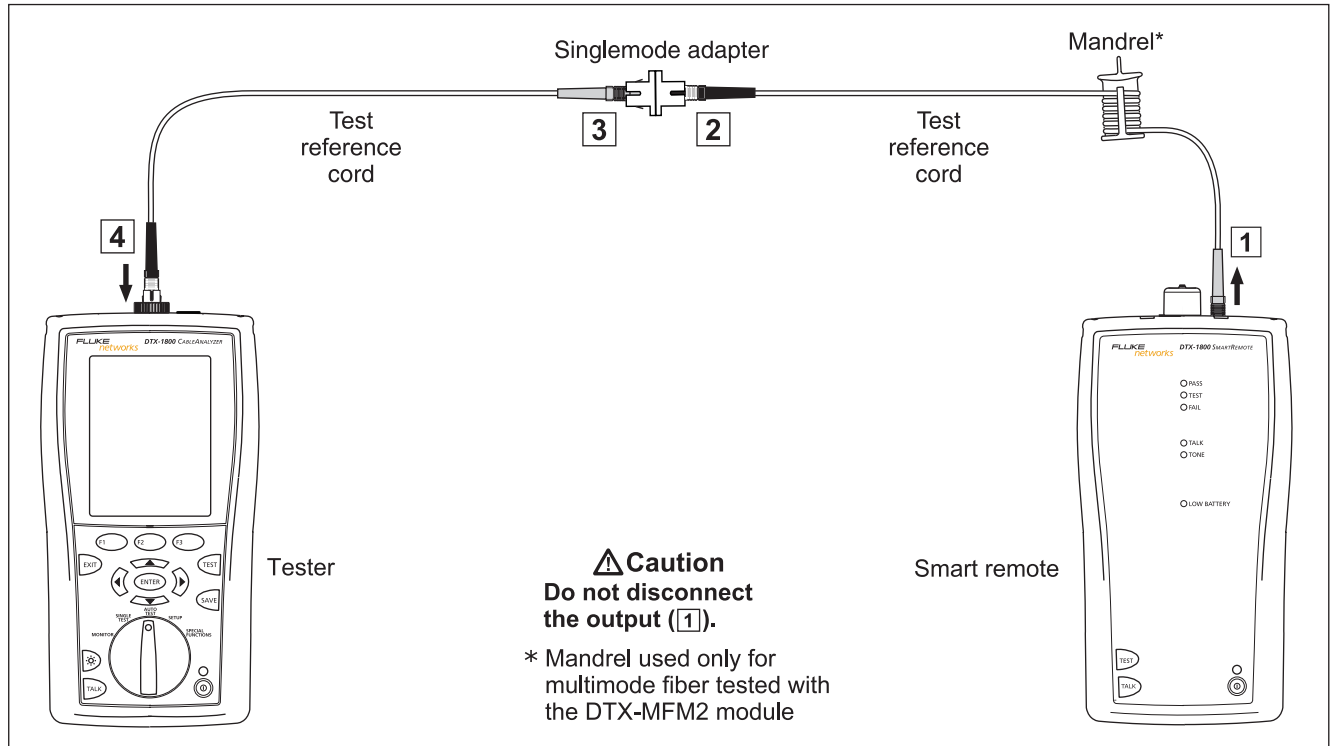 Singlemode adapter
Mandrel*
3
2
Test
reference
cord
Test
reference
cord
4
1
FLUKE
networks
DTX-1800 CABLEANALYZER
FLUKE
networks
DTX-1800 SMARTREMOTE
PASS
TEST
FAIL
TALK
TONE
LOW BATTERY
F1
F2
F3
EXIT
TEST
ENTER
SAVE
MONITOR
SINGLE
TEST
AUTO
TEST
SETUP
SPECIAL
FUNCTIONS
TALK
Tester
Caution
Do not disconnect
the output (1).
* Mandrel used only for
multimode fiber tested with
the DTX-MFM2 module
Smart remote
TEST
TALK